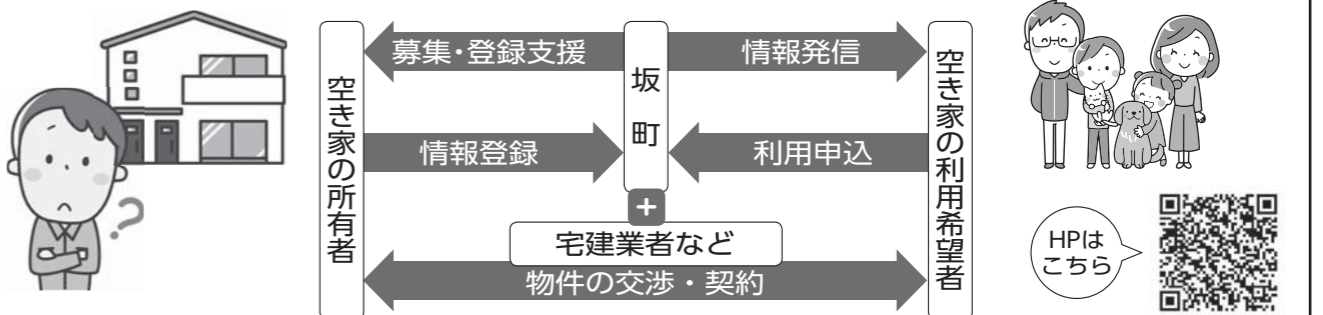 空き家の所有者
募集・登録支援
情報登録
坂町
情報発信
利用申込
空き家の利用希望者
+
宅建業者など
物件の交渉・契約
?
HPは
こちら